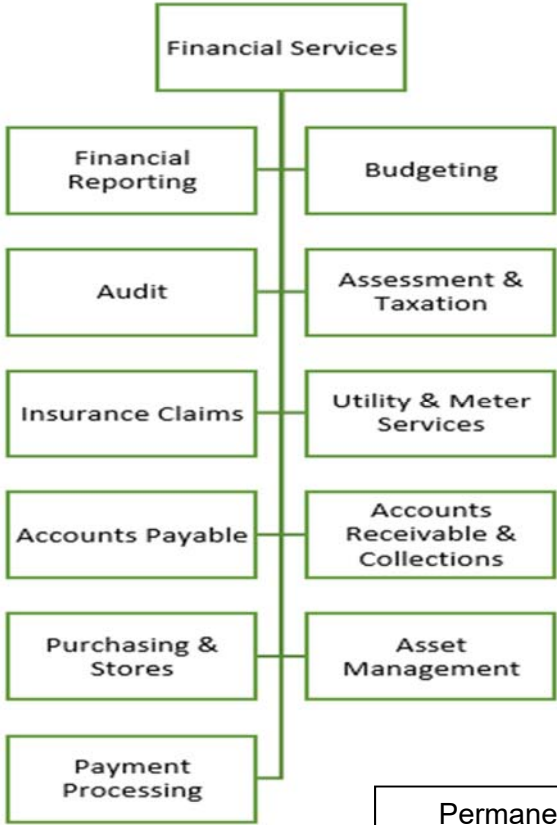 Financial Services
Financial
Reporting
Budgeting
Audit
Assessment &
Taxation
Insurance Claims
Utility & Meter
Services
Accounts Payable
Accounts
Receivable &
Collections
Purchasing &
Stores
Asset
Management
Payment
Processing
Permane